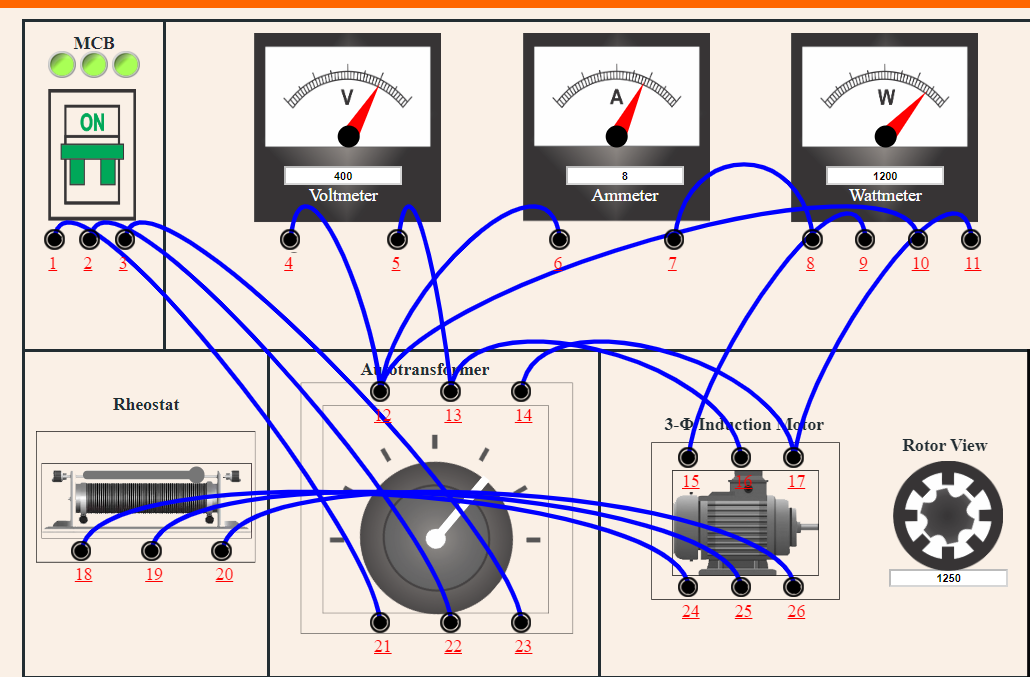 MCB
ON
V
A
W
400
8
1200
Voltmeter
Ammeter
Wattmeter
1 2 3 4 5 6 7 8 9 10 11
Autotransformer
12 13 14
Rheostat
3-Φ Induction Motor
Rotor View
15 16 17
18 19 20
1250
24 25 26
21 22 23